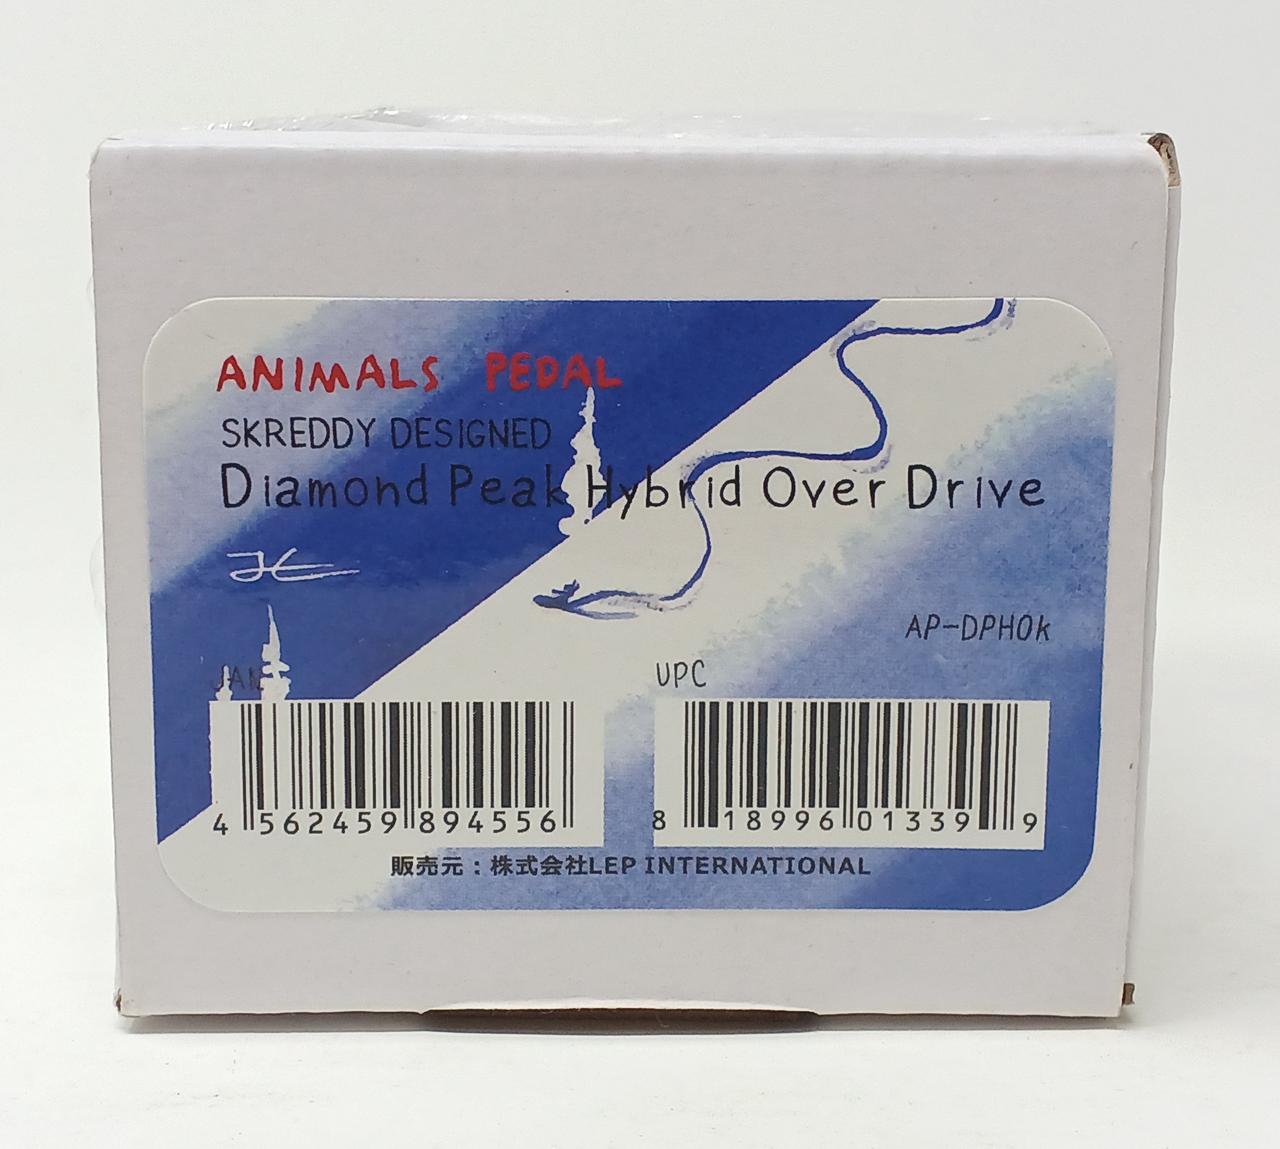 ANIMALS PEDAL
SKREDDY DESIGNED
Diamond Peak Hybrid Over Drive
AP-DPHOk
JAN
UPC
4 562459 894556
8 18996 01339 9
販売元：株式会社LEP INTERNATIONAL